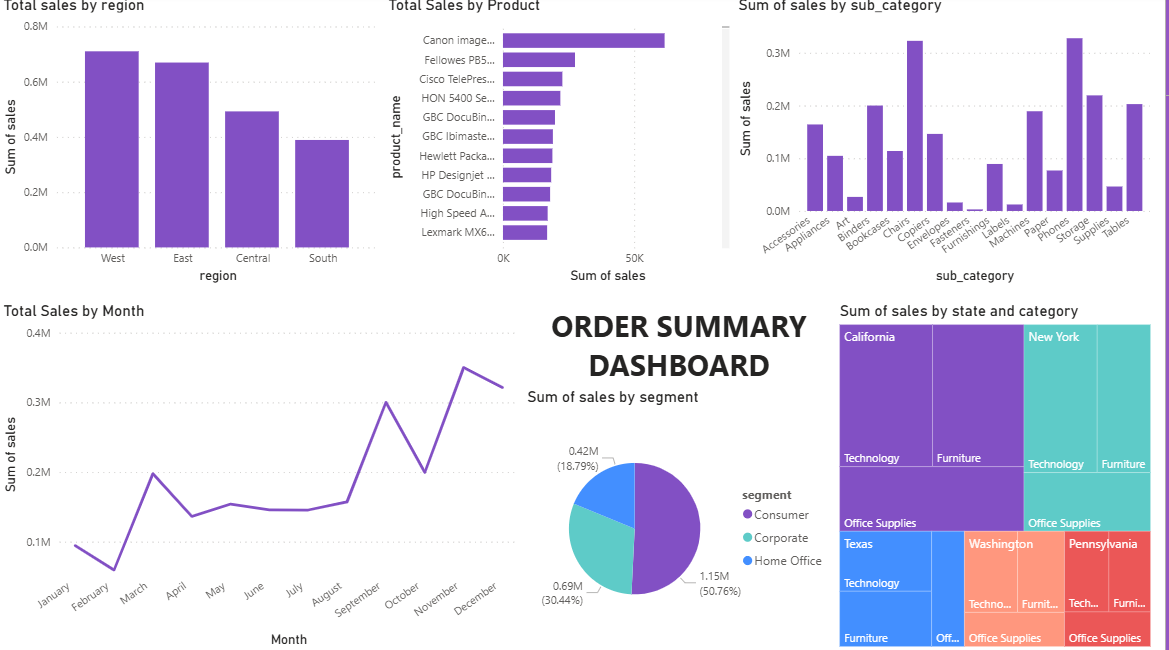 Total sales by region
0.8M
0.6M
0.4M
0.2M
0.0M
Sum of sales
West East Central South
region
Total Sales by Product
product_name
Canon image...
Fellowes PB5...
Cisco TelePres...
HON 5400 Se...
GBC DocuBin...
GBC Ibimaste...
Hewlett Packa...
HP Designjet ...
GBC DocuBin...
High Speed A...
Lexmark MX6...
0K 50K
Sum of sales
Sum of sales by sub_category
0.3M
0.2M
0.1M
0.0M
Sum of sales
Accessories
Appliances
Art
Binders
Bookcases
Chairs
Copiers
Envelopes
Fasteners
Furnishings
Labels
Machines
Paper
Phones
Storage
Supplies
Tables
sub_category
Total Sales by Month
0.4M
0.3M
0.2M
0.1M
Sum of sales
January
February
March
April
May
June
July
August
September
October
November
December
Month
ORDER SUMMARY
DASHBOARD
Sum of sales by segment
0.42M
(18.79%)
0.69M
(30.44%)
1.15M
(50.76%)
segment
Consumer
Corporate
Home Office
Sum of sales by state and category
California
Technology
Furniture
Office Supplies
New York
Technology
Furniture
Office Supplies
Texas
Technology
Furniture
Off...
Washington
Techno...
Furnit...
Office Supplies
Pennsylvania
Tech...
Furni...
Office Supplies